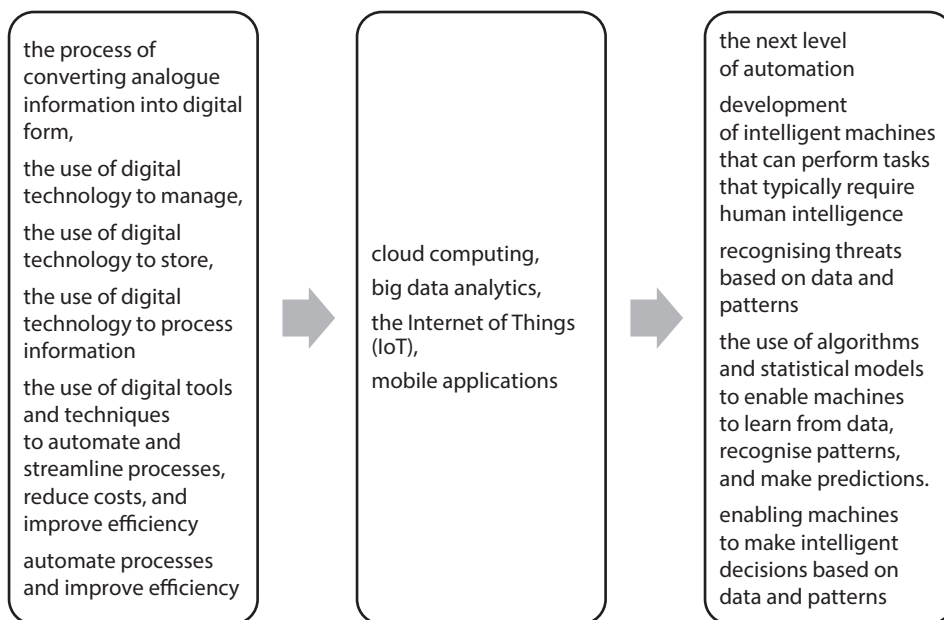 the process of
converting analogue
information into digital
form,
the use of digital
technology to manage,
the use of digital
technology to store,
the use of digital
technology to process
information
the use of digital tools
and techniques
to automate and
streamline processes,
reduce costs, and
improve efficiency
automate processes
and improve efficiency
cloud computing,
big data analytics,
the Internet of Things
(IoT),
mobile applications
the next level
of automation
development
of intelligent machines
that can perform tasks
that typically require
human intelligence
recognising threats
based on data and
patterns
the use of algorithms
and statistical models
to enable machines
to learn from data,
recognise patterns,
and make predictions.
enabling machines
to make intelligent
decisions based on
data and patterns